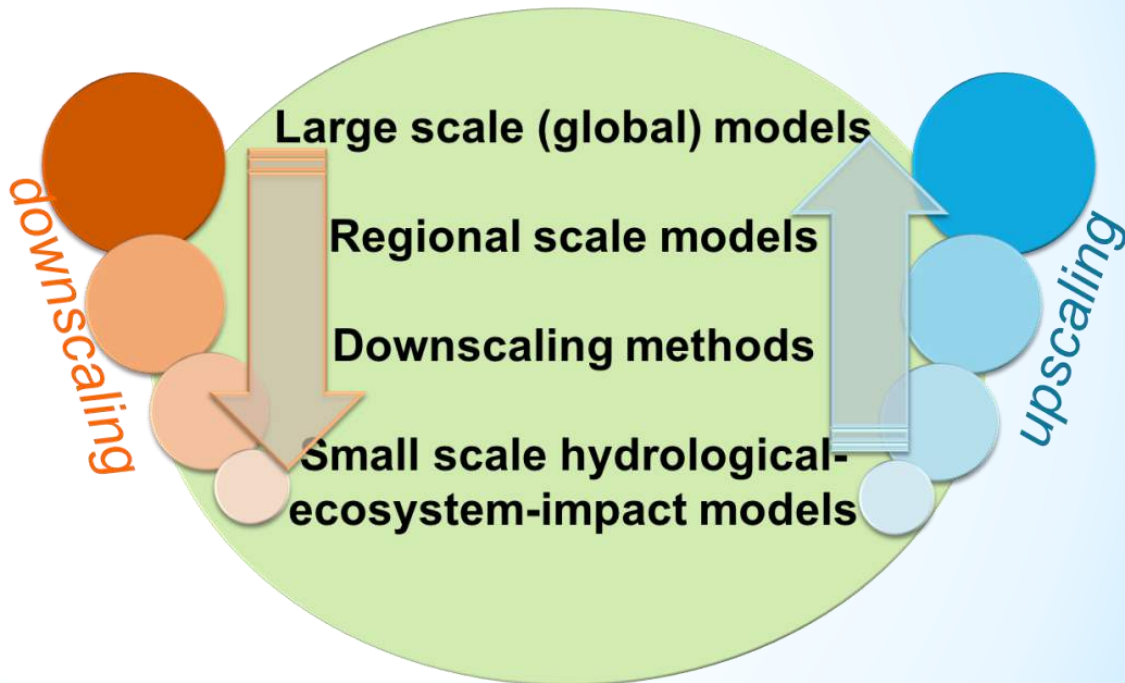 Large scale (global) models
downscaling
Regional scale models
upscaling
Downscaling methods
Small scale hydrological-
ecosystem-impact models